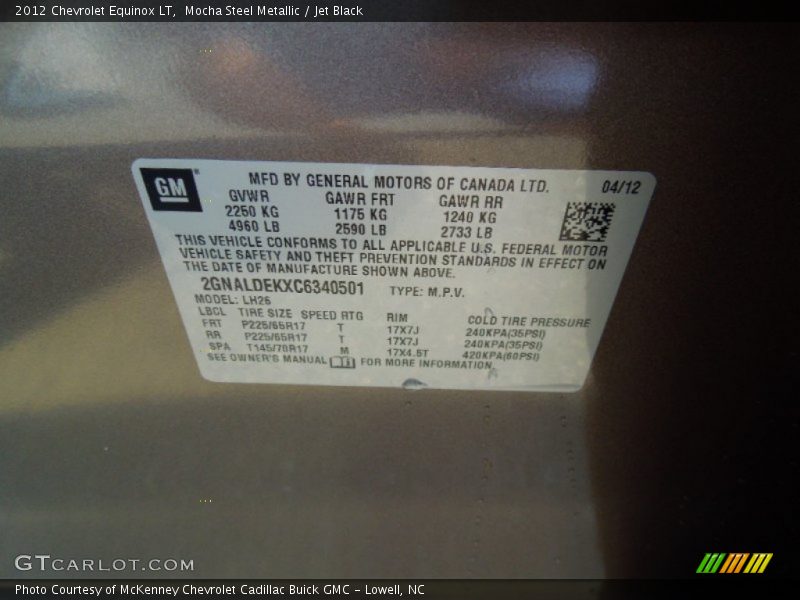 2012 Chevrolet Equinox LT, Mocha Steel Metallic / Jet Black
GM
MFD BY GENERAL MOTORS OF CANADA LTD. 04/12
GVWR GAWR FRT GAWR RR
2250 KG 1175 KG 1240 KG
4960 LB 2590 LB 2733 LB
THIS VEHICLE CONFORMS TO ALL APPLICABLE U.S. FEDERAL MOTOR
VEHICLE SAFETY AND THEFT PREVENTION STANDARDS IN EFFECT ON
THE DATE OF MANUFACTURE SHOWN ABOVE.
2GNALDEKXC6340501 TYPE: M.P.V.
MODEL: LH26
LBCL TIRE SIZE SPEED RTG RIM COLD TIRE PRESSURE
FRT P225/65R17 T 17X7J 240KPA(35PSI)
RR P225/65R17 T 17X7J 240KPA(35PSI)
SPA T145/70R17 M 17X4.5T 420KPA(60PSI)
SEE OWNER'S MANUAL FOR MORE INFORMATION
GTCARLOT.COM
Photo Courtesy of McKenney Chevrolet Cadillac Buick GMC - Lowell, NC